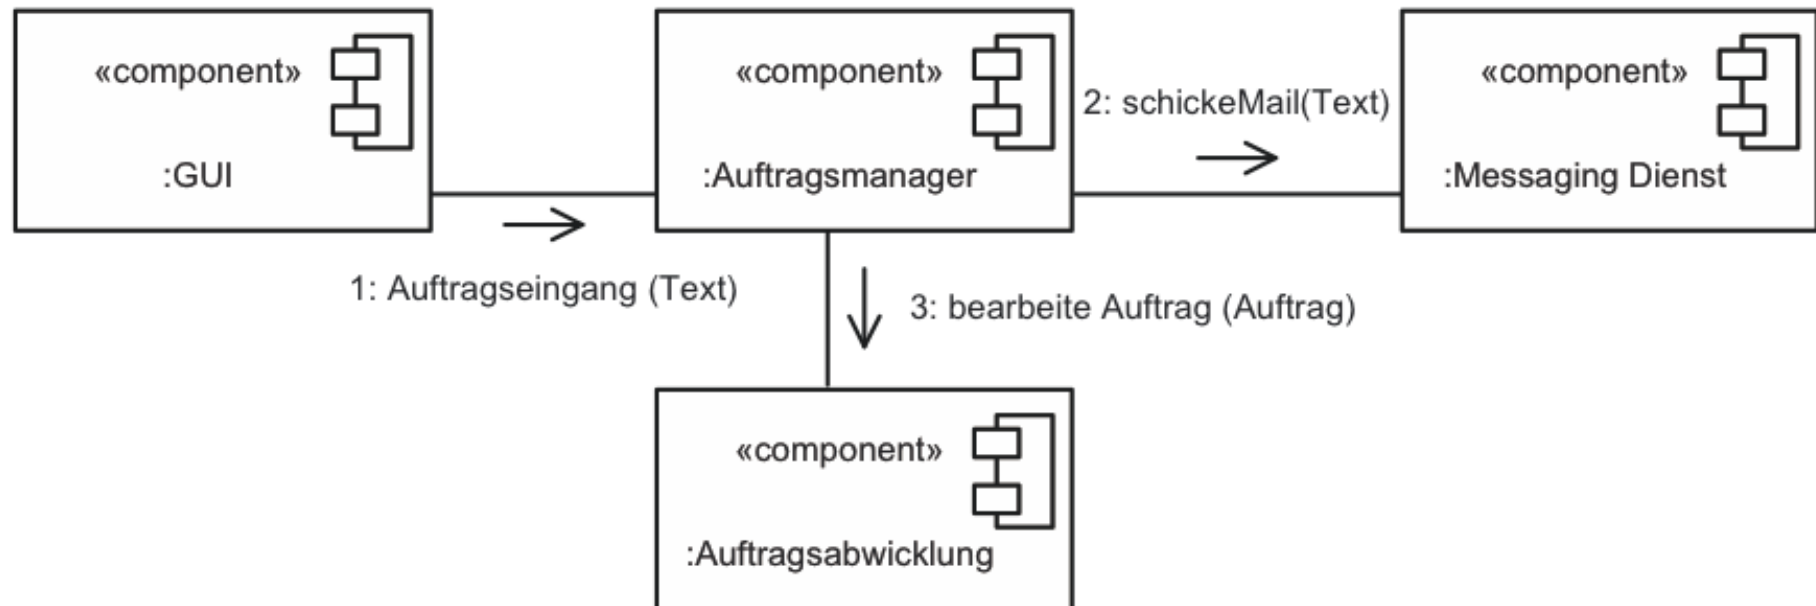 «component»
:GUI
«component»
:Auftragsmanager
2: schickeMail(Text)
«component»
:Messaging Dienst
1: Auftragseingang (Text)
3: bearbeite Auftrag (Auftrag)
«component»
:Auftragsabwicklung